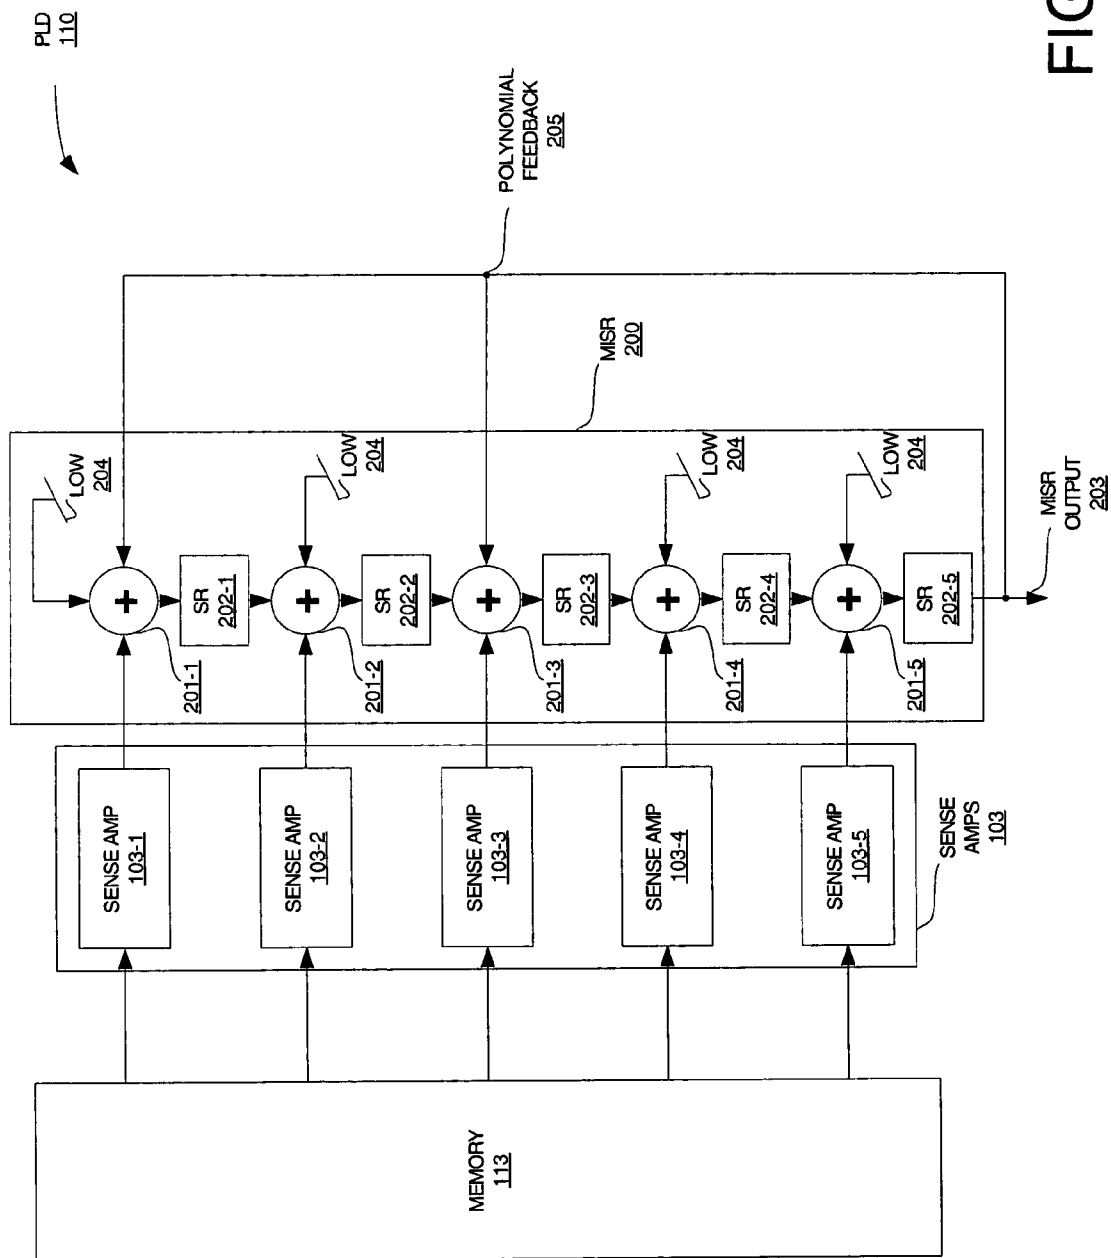 PLD
110
POLYNOMIAL
FEEDBACK
205
MISR
200
LOW
204
LOW
204
LOW
204
LOW
204
SR
202-1
SR
202-2
SR
202-3
SR
202-4
SR
202-5
+
+
+
+
+
201-1
201-2
201-3
201-4
201-5
MISR
OUTPUT
203
SENSE AMP
103-1
SENSE AMP
103-2
SENSE AMP
103-3
SENSE AMP
103-4
SENSE AMP
103-5
SENSE
AMPS
103
MEMORY
113